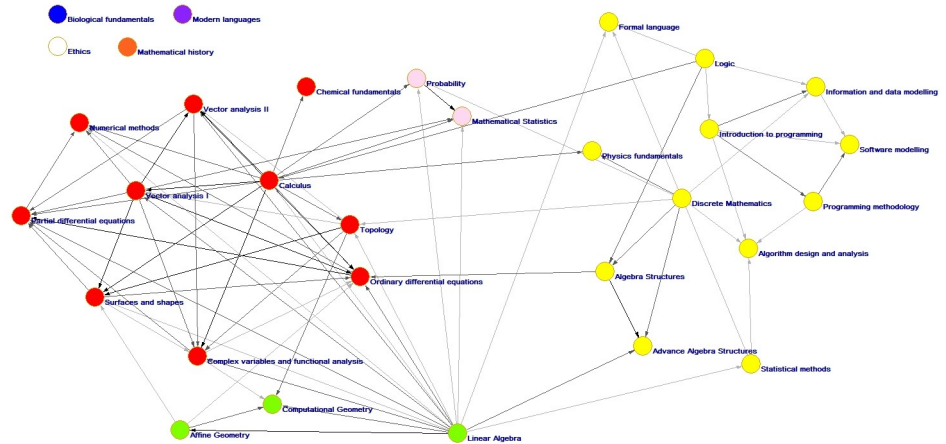 Biological fundamentals
Modern languages
Ethics
Mathematical history
Formal language
Logic
Probability
Chemical fundamentals
Information and data modelling
Vector analysis II
Mathematical Statistics
Numerical methods
Introduction to programming
Software modelling
Physics fundamentals
Calculus
Vector analysis I
Discrete Mathematics
Programming methodology
Partial differential equations
Topology
Algorithm design and analysis
Ordinary differential equations
Algebra Structures
Surfaces and shapes
Advance Algebra Structures
Complex variables and functional analysis
Statistical methods
Computational Geometry
Affine Geometry
Linear Algebra